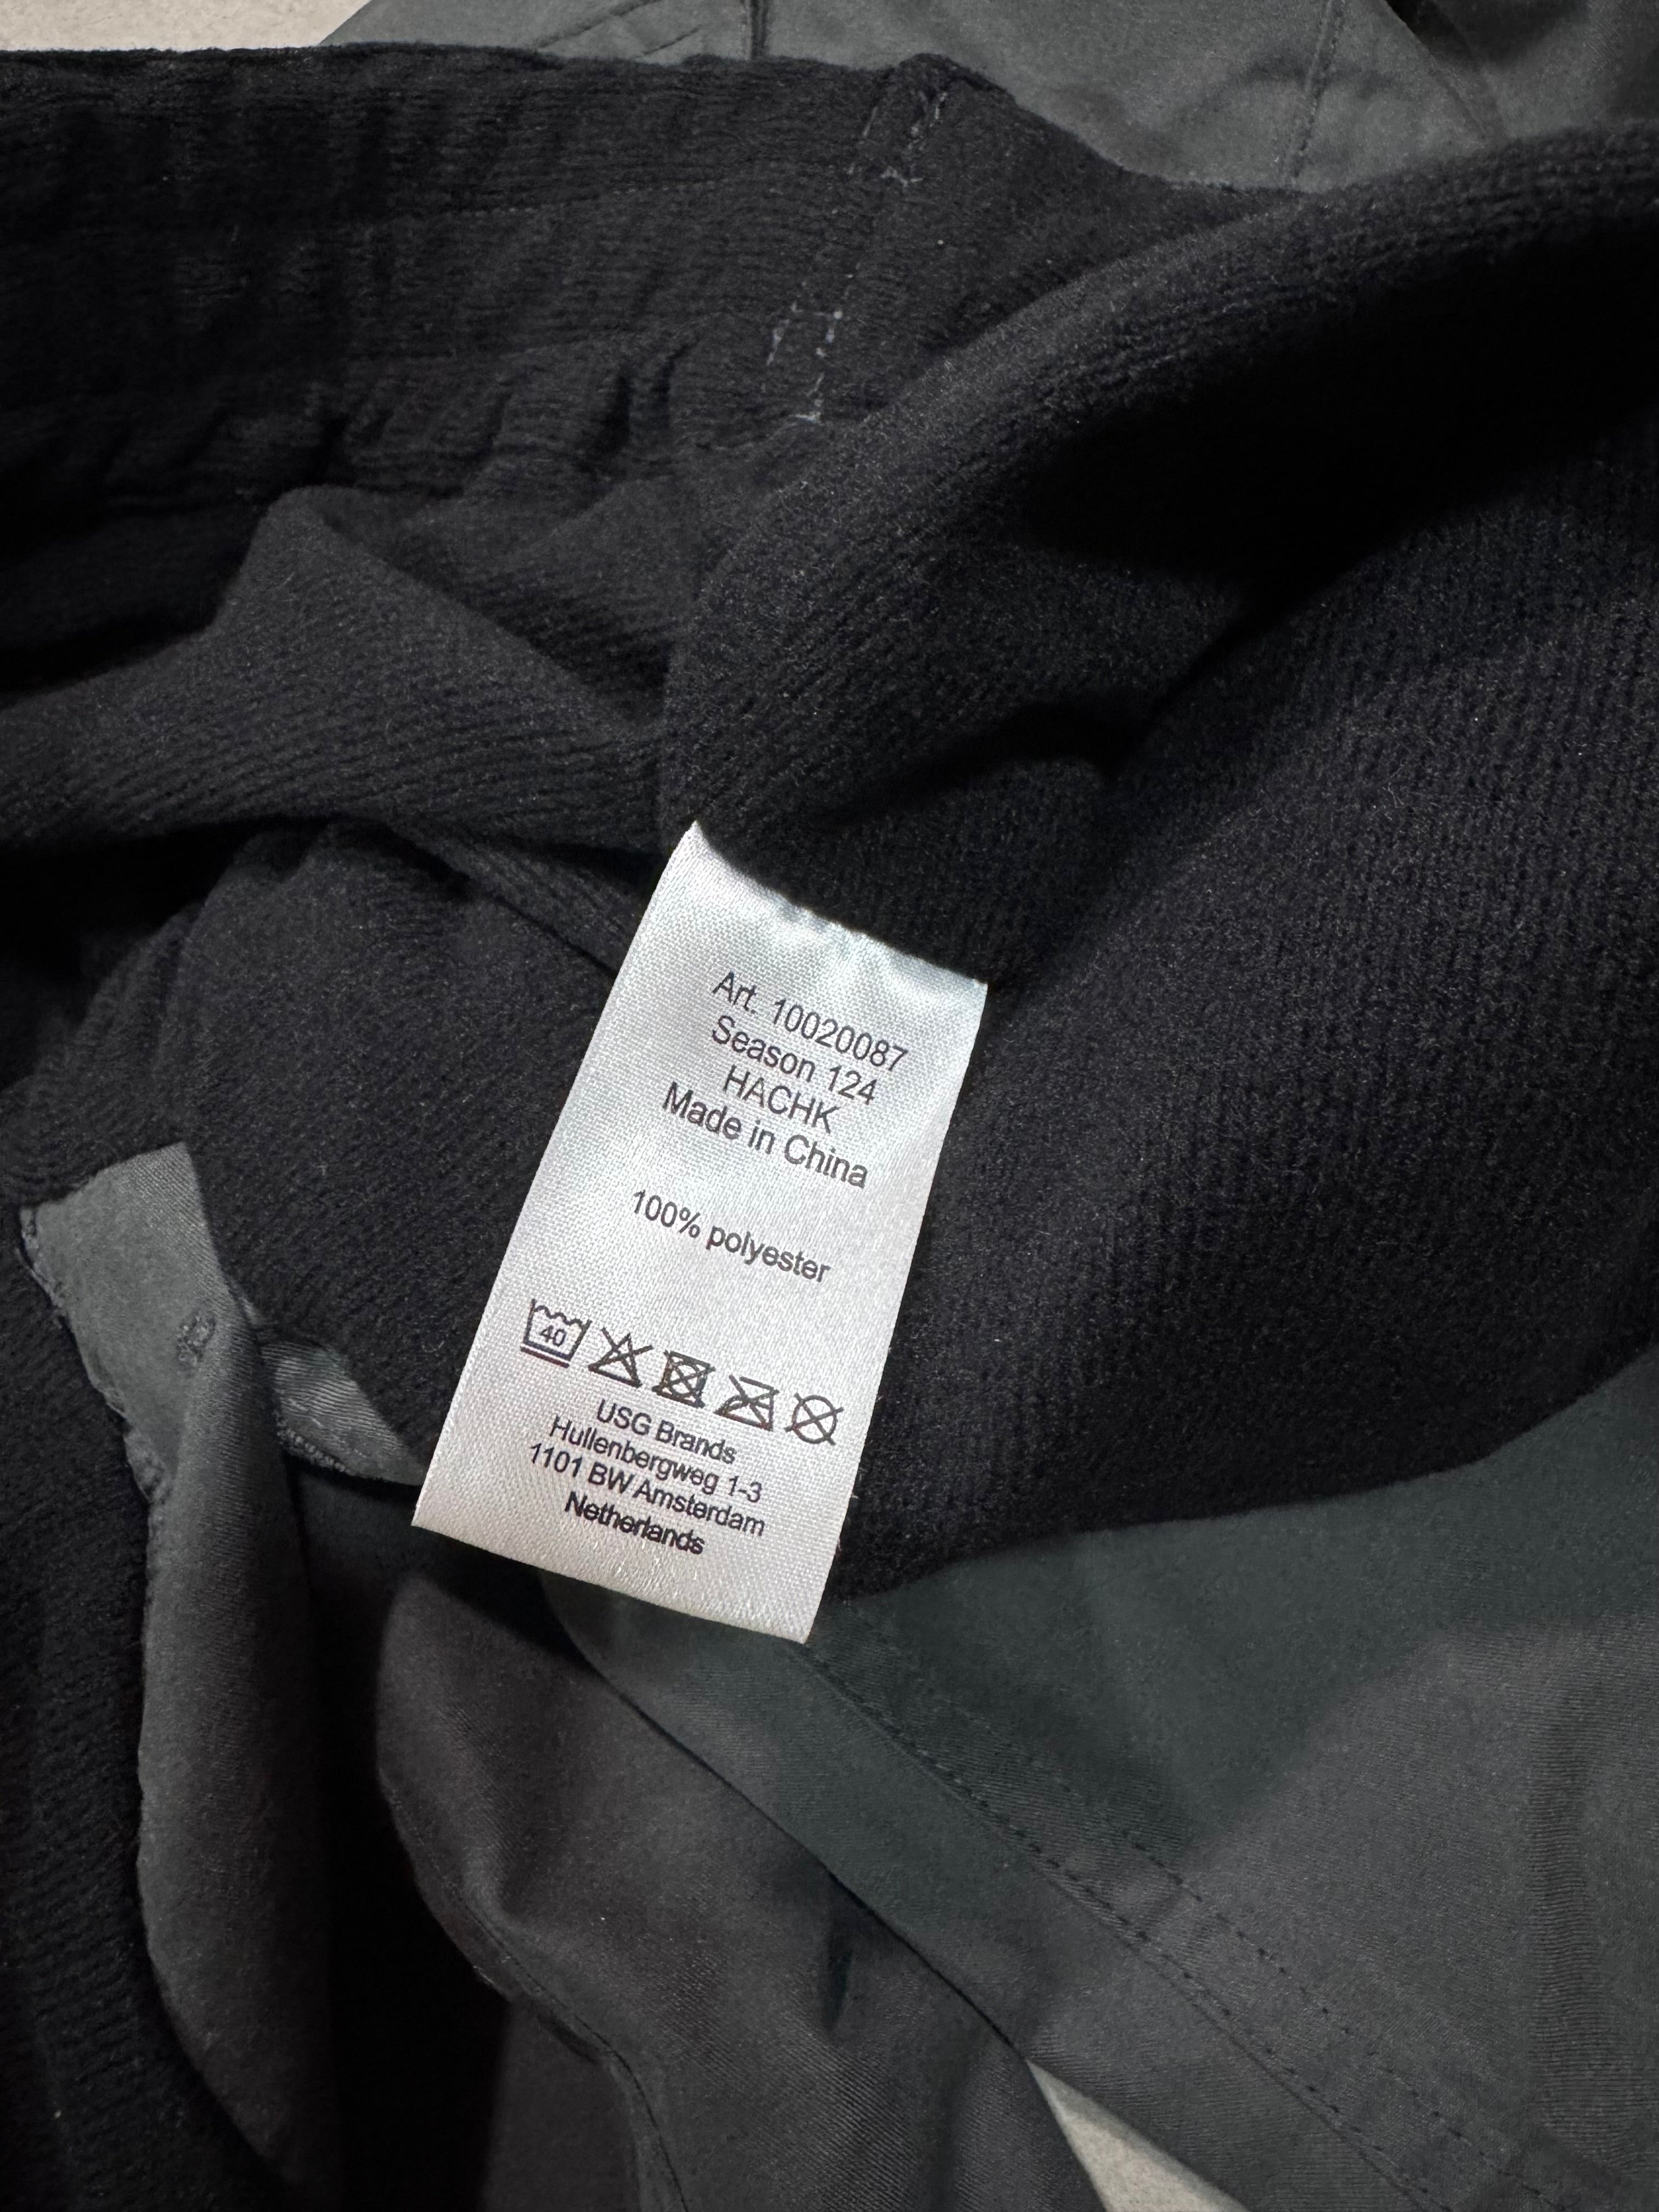 Art. 10020087
Season 124
HACHK
Made in China
100% polyester
40
USG Brands
Hullenbergweg 1-3
1101 BW Amsterdam
Netherlands